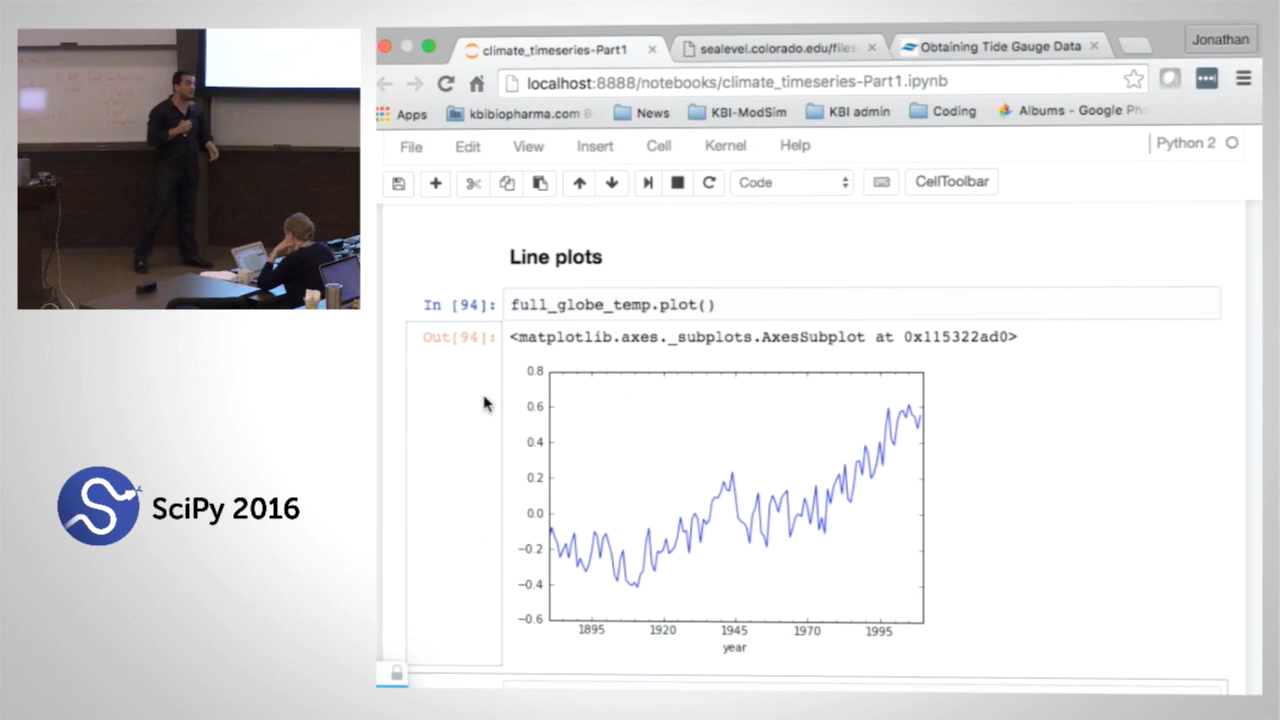 climate_timeseries-Part1
sealevel.colorado.edu/files
Obtaining Tide Gauge Data
Jonathan
localhost:8888/notebooks/climate_timeseries-Part1.ipynb
Apps
kbibiopharma.com
News
KBI-ModSim
KBI admin
Coding
Albums - Google Pho
File Edit View Insert Cell Kernel Help
Python 2
Code
CellToolbar
Line plots
In [94]: full_globe_temp.plot()
Out[94]: <matplotlib.axes._subplots.AxesSubplot at 0x115322ad0>
0.8
0.6
0.4
0.2
0.0
−0.2
−0.4
−0.6
1895 1920 1945 1970 1995
year
SciPy 2016